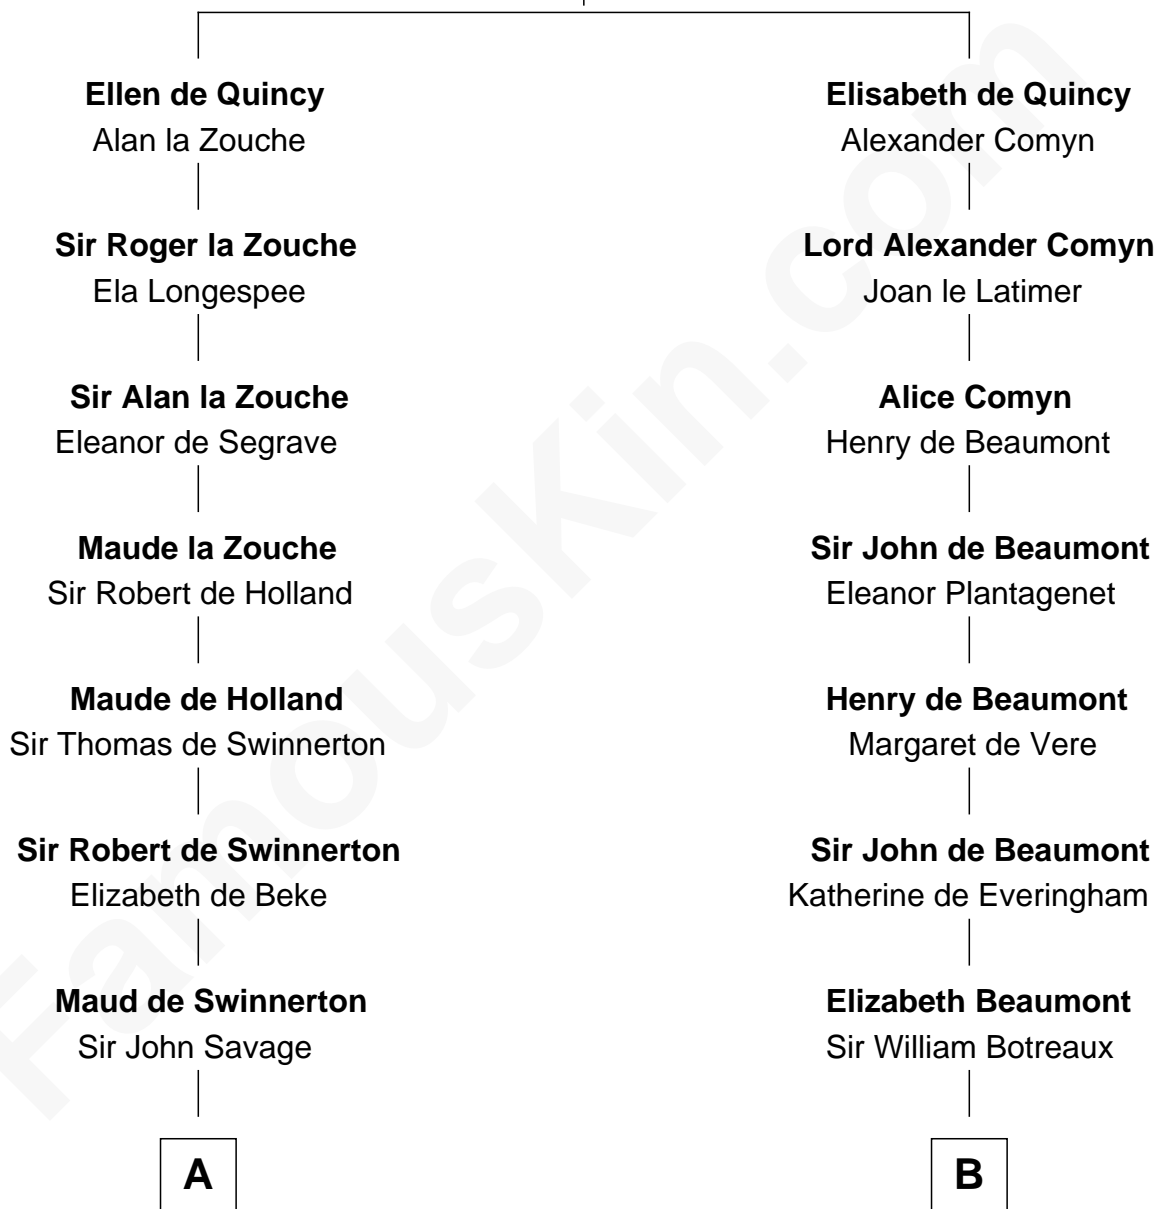 Ellen de Quincy
Alan la Zouche
Sir Roger la Zouche
Ela Longespee
Sir Alan la Zouche
Eleanor de Segrave
Maude la Zouche
Sir Robert de Holland
Maude de Holland
Sir Thomas de Swinnerton
Sir Robert de Swinnerton
Elizabeth de Beke
Maud de Swinnerton
Sir John Savage
A
Elisabeth de Quincy
Alexander Comyn
Lord Alexander Comyn
Joan le Latimer
Alice Comyn
Henry de Beaumont
Sir John de Beaumont
Eleanor Plantagenet
Henry de Beaumont
Margaret de Vere
Sir John de Beaumont
Katherine de Everingham
Elizabeth Beaumont
Sir William Botreaux
B
FamousKin.com